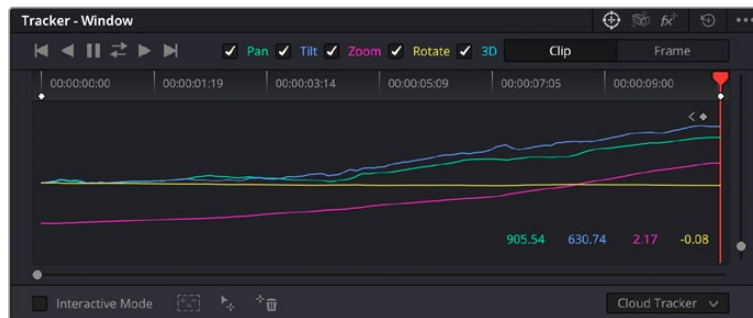 Tracker - Window
Pan Tilt Zoom Rotate 3D Clip Frame
00:00:00:00 00:00:01:19 00:00:03:14 00:00:05:09 00:00:07:05 00:00:09:00
905.54 630.74 2.17 -0.08
Interactive Mode Cloud Tracker